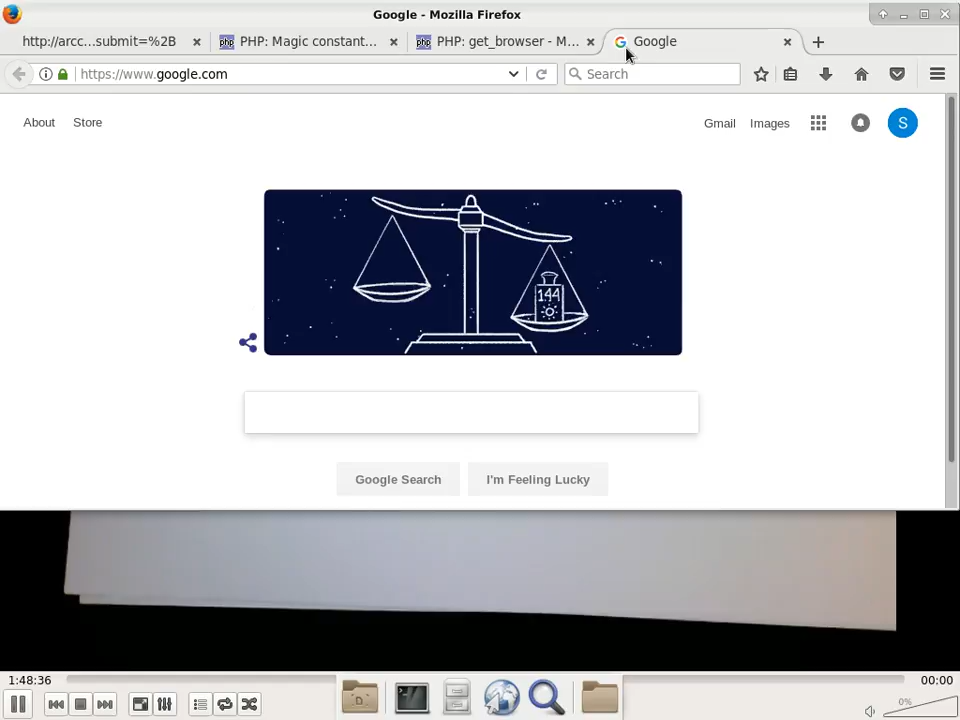 Google - Mozilla Firefox
http://arcc...submit=%2B
PHP: Magic constant...
PHP: get_browser - M...
Google
https://www.google.com
Search
About
Store
Gmail
Images
S
144
Google Search
I'm Feeling Lucky
1:48:36
00:00
D
0%